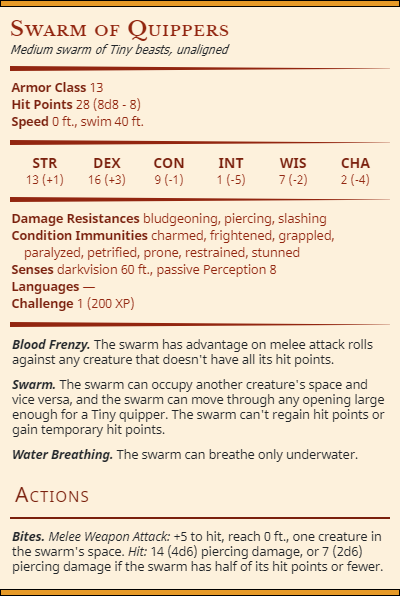 Swarm of Quippers
Medium swarm of Tiny beasts, unaligned
Armor Class 13
Hit Points 28 (8d8 - 8)
Speed 0 ft., swim 40 ft.
STR DEX CON INT WIS CHA
13 (+1) 16 (+3) 9 (-1) 1 (-5) 7 (-2) 2 (-4)
Damage Resistances bludgeoning, piercing, slashing
Condition Immunities charmed, frightened, grappled,
paralyzed, petrified, prone, restrained, stunned
Senses darkvision 60 ft., passive Perception 8
Languages —
Challenge 1 (200 XP)
Blood Frenzy. The swarm has advantage on melee attack rolls
against any creature that doesn't have all its hit points.
Swarm. The swarm can occupy another creature's space and
vice versa, and the swarm can move through any opening large
enough for a Tiny quipper. The swarm can't regain hit points or
gain temporary hit points.
Water Breathing. The swarm can breathe only underwater.
Actions
Bites. Melee Weapon Attack: +5 to hit, reach 0 ft., one creature in
the swarm's space. Hit: 14 (4d6) piercing damage, or 7 (2d6)
piercing damage if the swarm has half of its hit points or fewer.